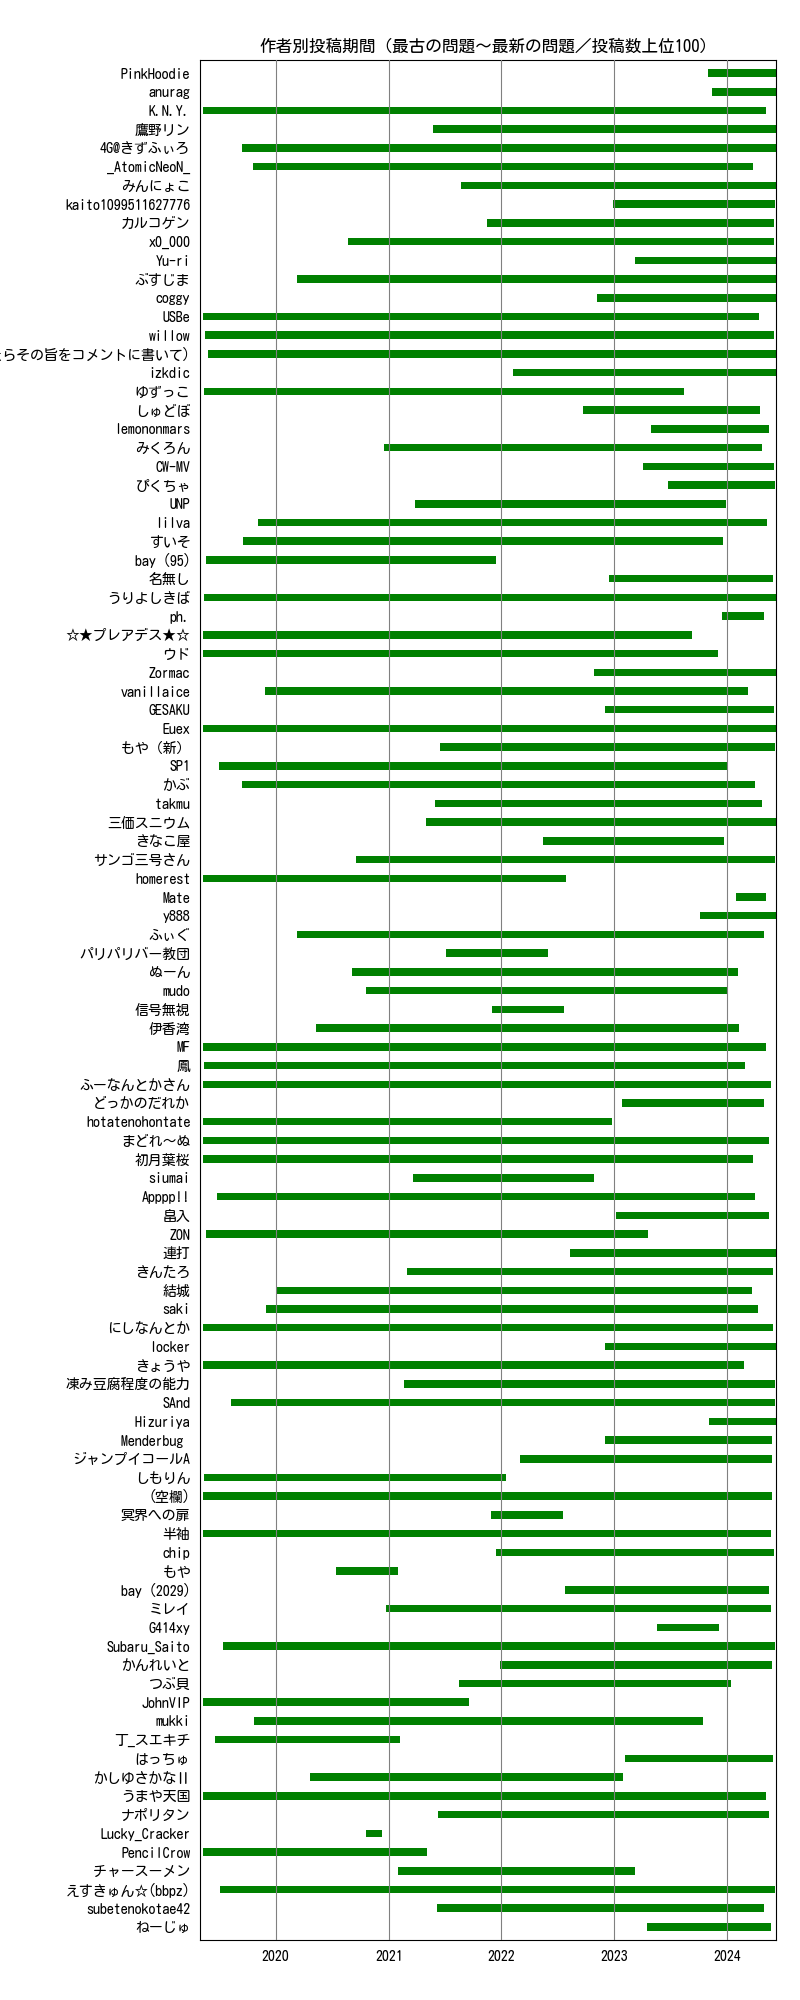 作者別投稿期間（最古の問題～最新の問題／投稿数上位100）
PinkHoodie
anurag
K.N.Y.
鷹野リン
4G@きずふぃろ
_AtomicNeoN_
みんにょこ
kaito1099511627776
カルコゲン
x0_000
Yu-ri
ぶすじま
coggy
USBe
willow
らその旨をコメントに書いて）
izkdic
ゆずっこ
しゅどぼ
lemononmars
みくろん
CW-MV
ぴくちゃ
UNP
lilva
すいそ
bay (95)
名無し
うりよしきば
ph.
☆★プレアデス★☆
ウド
Zormac
vanillaice
GESAKU
Euex
もや（新）
SP1
かぶ
takmu
三価スニウム
きなこ屋
サンゴ三号さん
homerest
Mate
y888
ふぃぐ
パリパリバー教団
ぬーん
mudo
信号無視
伊香湾
MF
鳳
ふーなんとかさん
どっかのだれか
hotatenohontate
まどれ～ぬ
初月葉桜
siumai
Appppll
畠入
ZON
連打
きんたろ
結城
saki
にしなんとか
locker
きょうや
凍み豆腐程度の能力
SAnd
Hizuriya
Menderbug
ジャンプイコールA
しもりん
(空欄)
冥界への扉
半袖
chip
もや
bay (2029)
ミレイ
G414xy
Subaru_Saito
かんれいと
つぶ貝
JohnVIP
mukki
丁_スエキチ
はっちゅ
かしゆさかなⅡ
うまや天国
ナポリタン
Lucky_Cracker
PencilCrow
チャースーメン
えすきゅん☆(bbpz)
subetenokotae42
ねーじゅ
2020 2021 2022 2023 2024